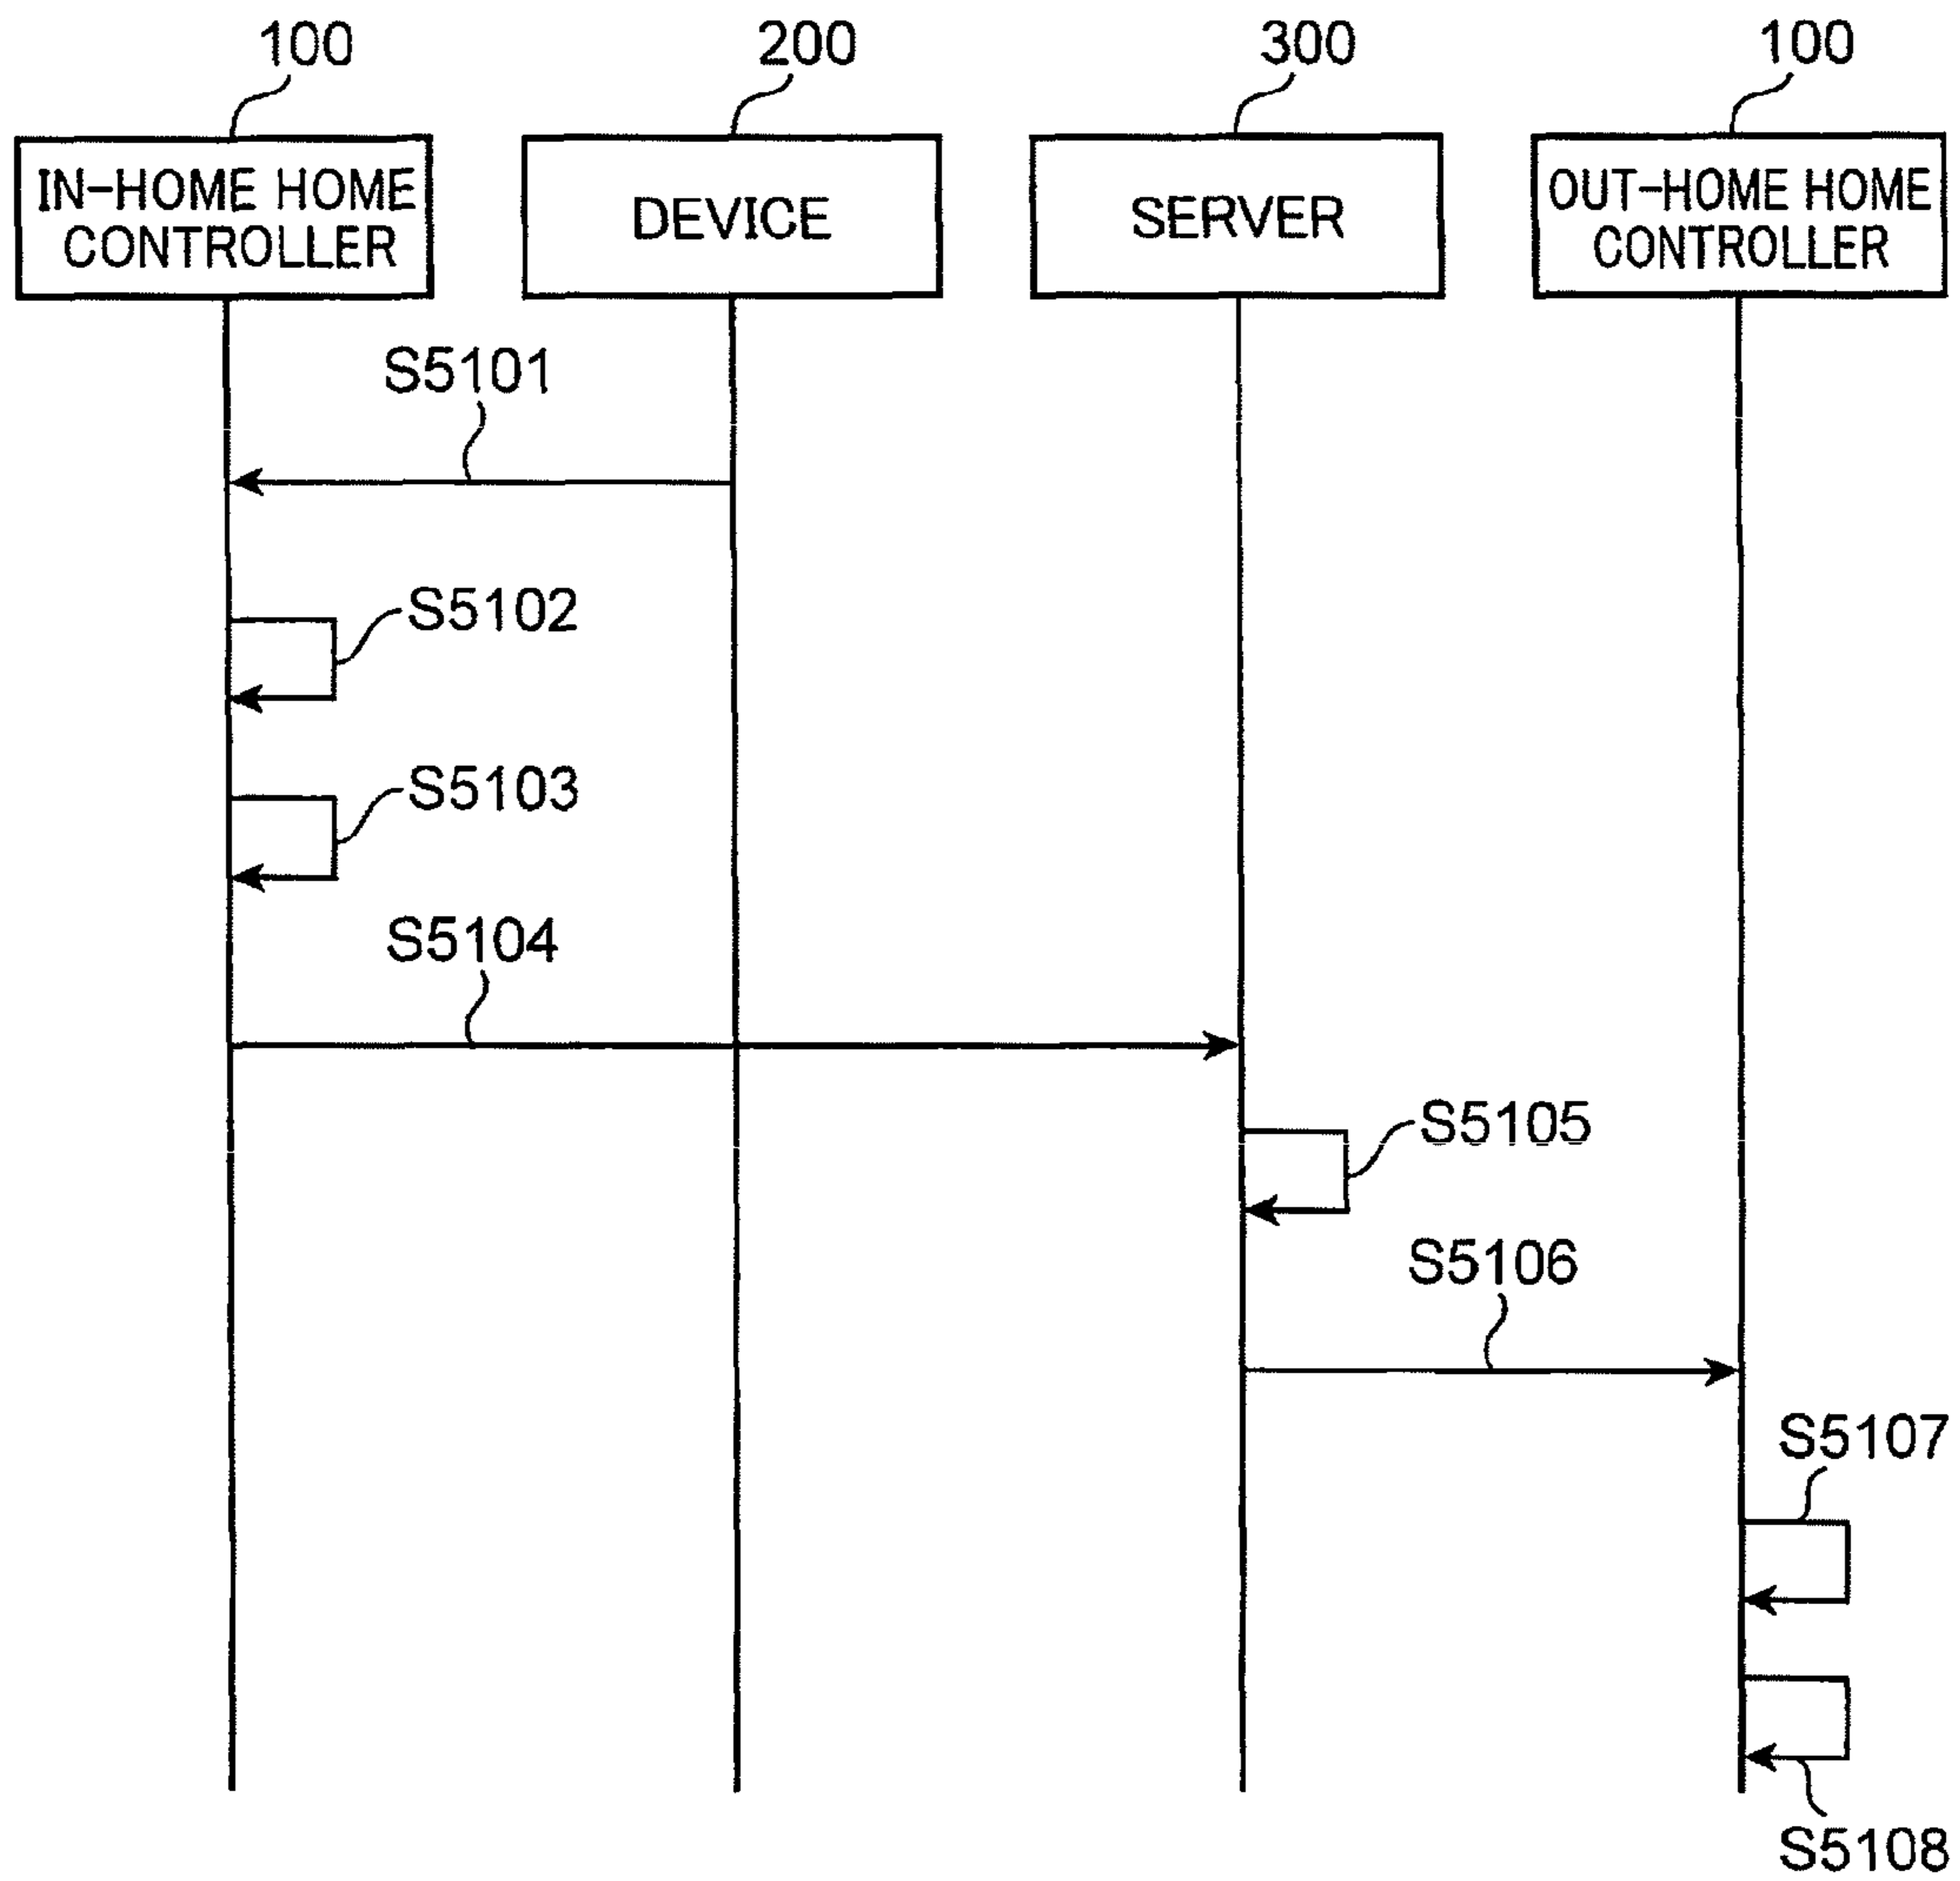 100
200
300
100
IN-HOME HOME
CONTROLLER
DEVICE
SERVER
OUT-HOME HOME
CONTROLLER
S5101
S5102
S5103
S5104
S5105
S5106
S5107
S5108